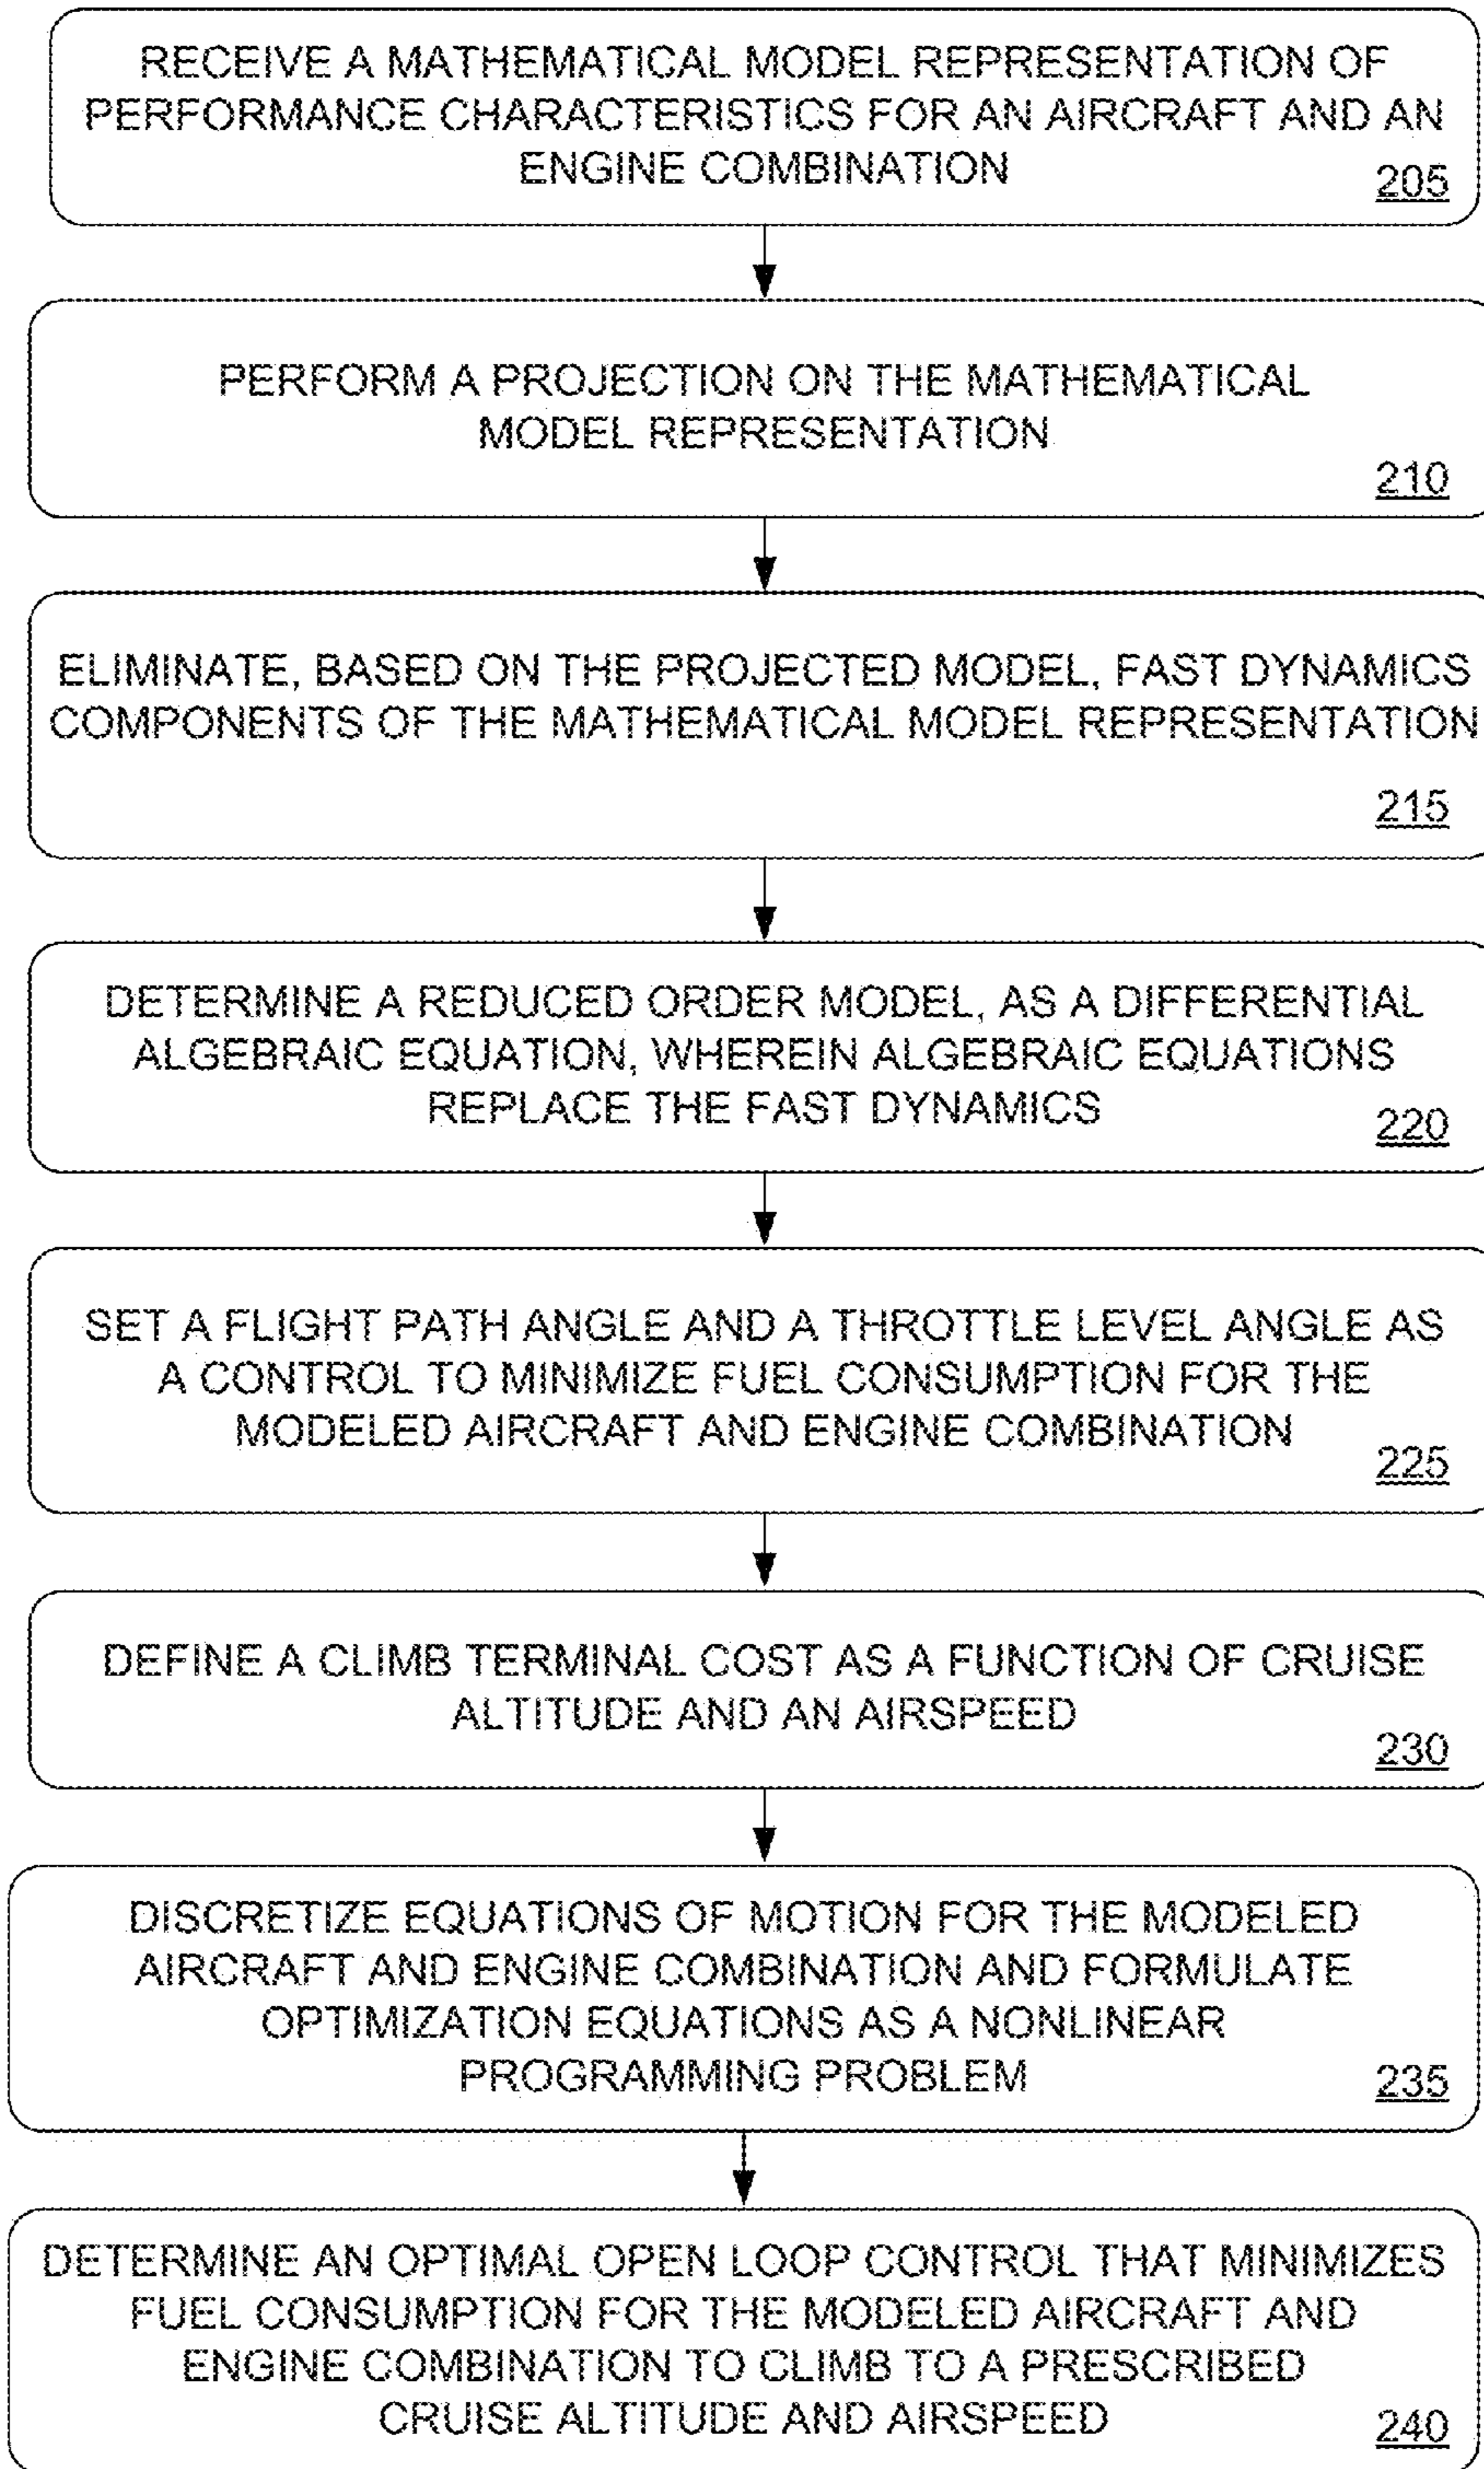 RECEIVE A MATHEMATICAL MODEL REPRESENTATION OF
PERFORMANCE CHARACTERISTICS FOR AN AIRCRAFT AND AN
ENGINE COMBINATION
205
PERFORM A PROJECTION ON THE MATHEMATICAL
MODEL REPRESENTATION
210
ELIMINATE, BASED ON THE PROJECTED MODEL, FAST DYNAMICS
COMPONENTS OF THE MATHEMATICAL MODEL REPRESENTATION
215
DETERMINE A REDUCED ORDER MODEL, AS A DIFFERENTIAL
ALGEBRAIC EQUATION, WHEREIN ALGEBRAIC EQUATIONS
REPLACE THE FAST DYNAMICS
220
SET A FLIGHT PATH ANGLE AND A THROTTLE LEVEL ANGLE AS
A CONTROL TO MINIMIZE FUEL CONSUMPTION FOR THE
MODELED AIRCRAFT AND ENGINE COMBINATION
225
DEFINE A CLIMB TERMINAL COST AS A FUNCTION OF CRUISE
ALTITUDE AND AN AIRSPEED
230
DISCRETIZE EQUATIONS OF MOTION FOR THE MODELED
AIRCRAFT AND ENGINE COMBINATION AND FORMULATE
OPTIMIZATION EQUATIONS AS A NONLINEAR
PROGRAMMING PROBLEM
235
DETERMINE AN OPTIMAL OPEN LOOP CONTROL THAT MINIMIZES
FUEL CONSUMPTION FOR THE MODELED AIRCRAFT AND
ENGINE COMBINATION TO CLIMB TO A PRESCRIBED
CRUISE ALTITUDE AND AIRSPEED
240